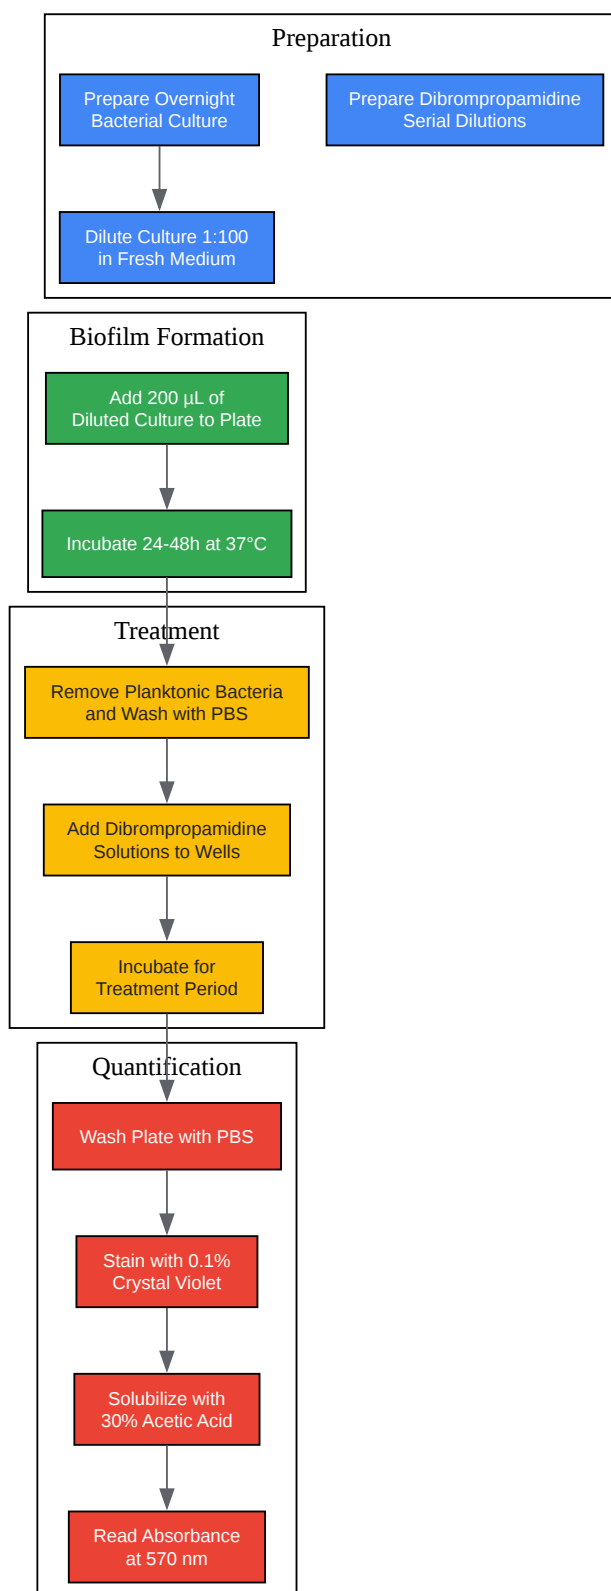 Preparation
Prepare Overnight
Bacterial Culture
Prepare Dibrompropamidine
Serial Dilutions
Dilute Culture 1:100
in Fresh Medium
Biofilm Formation
Add 200 µL of
Diluted Culture to Plate
Incubate 24-48h at 37°C
Treatment
Remove Planktonic Bacteria
and Wash with PBS
Add Dibrompropamidine
Solutions to Wells
Incubate for
Treatment Period
Quantification
Wash Plate with PBS
Stain with 0.1%
Crystal Violet
Solubilize with
30% Acetic Acid
Read Absorbance
at 570 nm